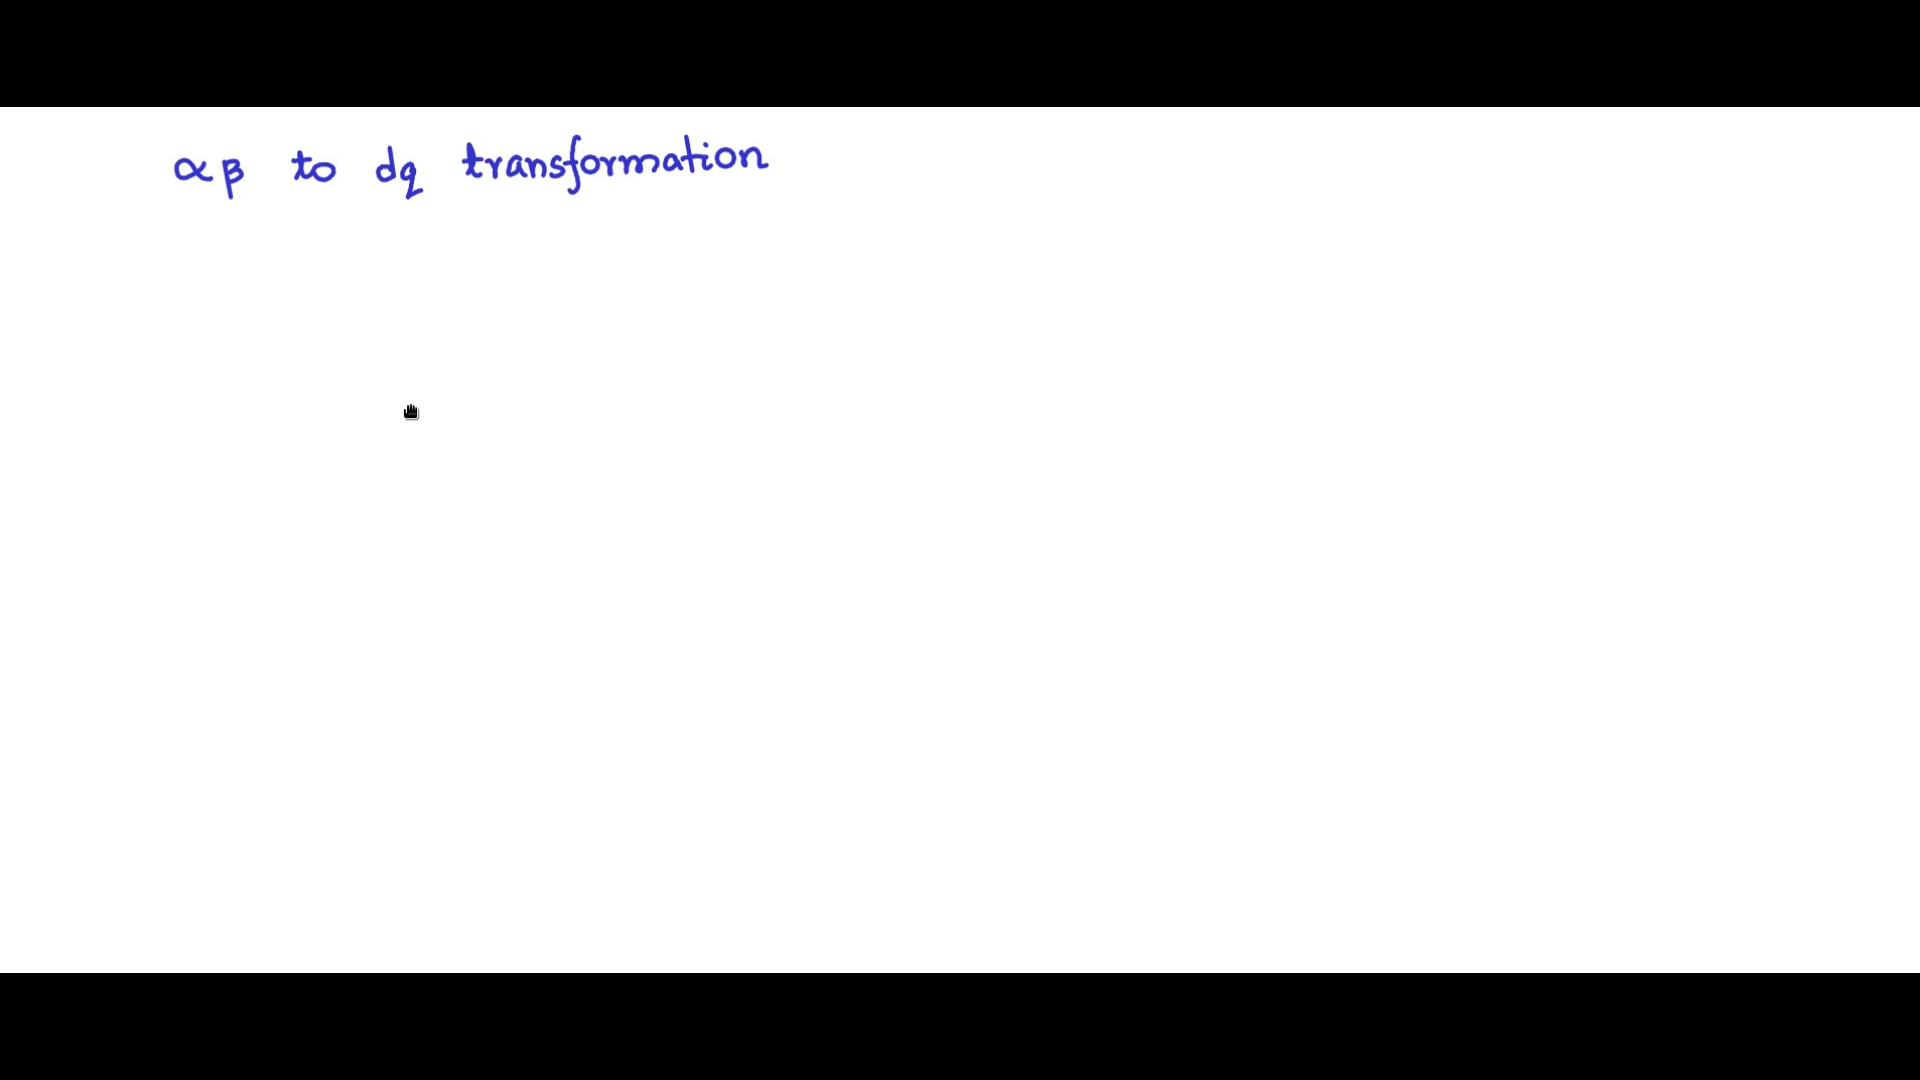 αβ to dq transformation